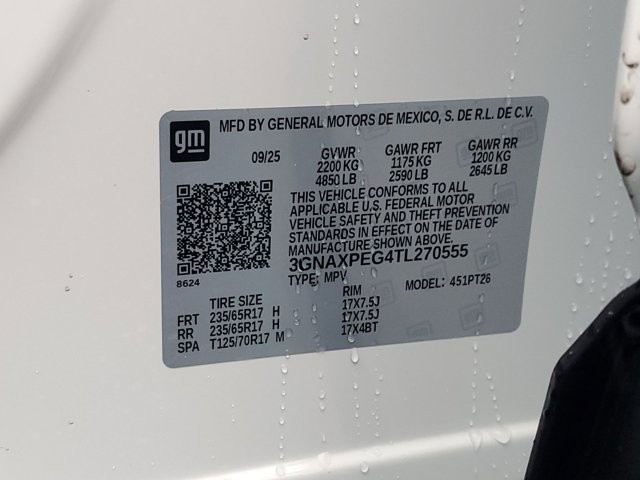 gm
MFD BY GENERAL MOTORS DE MEXICO, S. DE R.L. DE C.V.
09/25 GVWR GAWR FRT GAWR RR
2200 KG 1175 KG 1200 KG
4850 LB 2590 LB 2645 LB
THIS VEHICLE CONFORMS TO ALL
APPLICABLE U.S. FEDERAL MOTOR
VEHICLE SAFETY AND THEFT PREVENTION
STANDARDS IN EFFECT ON THE DATE OF
MANUFACTURE SHOWN ABOVE.
8624
3GNAXPEG4TL270555
TYPE: MPV MODEL: 451PT26
TIRE SIZE RIM
FRT 235/65R17 H 17X7.5J
RR 235/65R17 H 17X7.5J
SPA T125/70R17 M 17X4BT